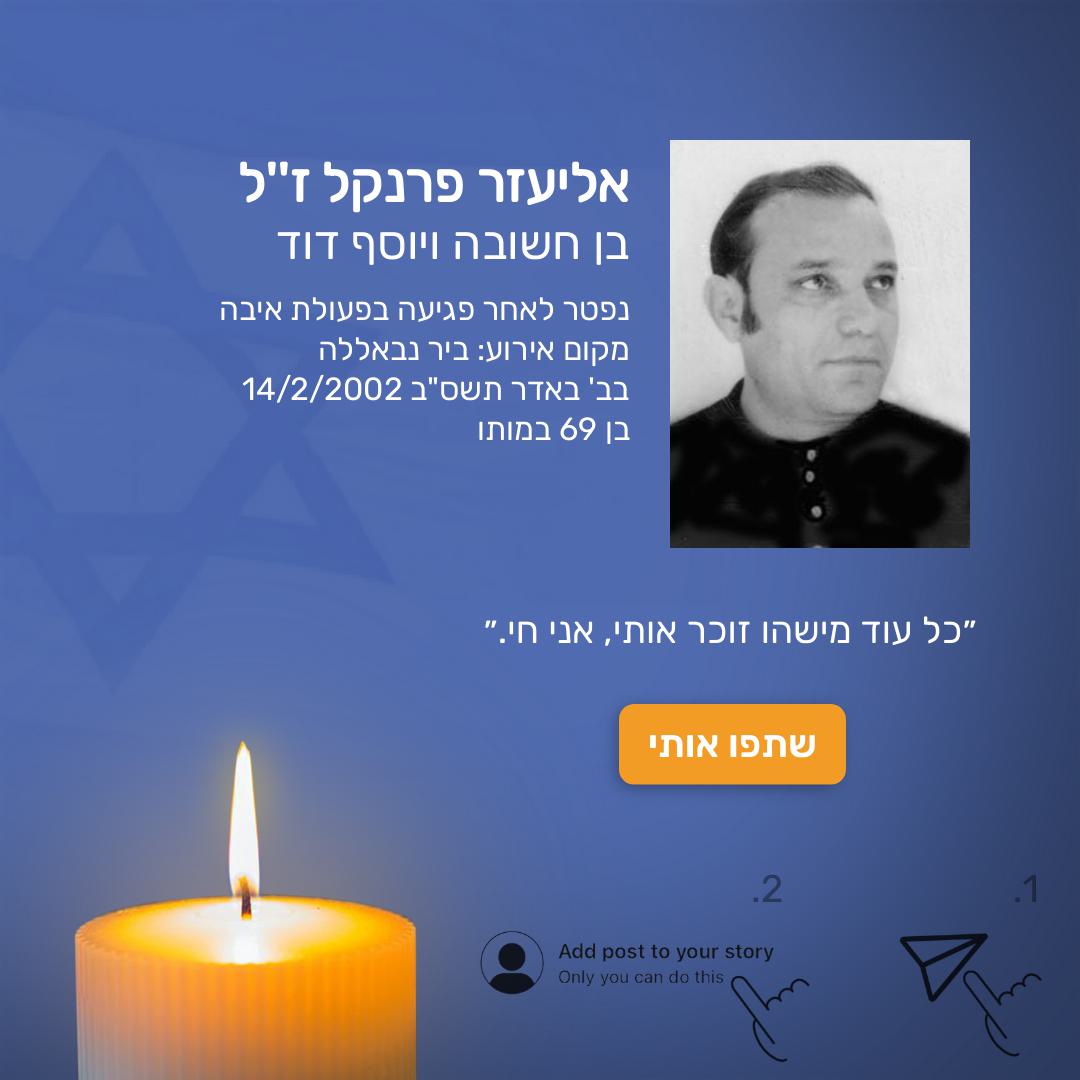 אליעזר פרנקל ז"ל
בן חשובה ויוסף דוד
נפטר לאחר פגיעה בפעולת איבה
מקום אירוע: ביר נבאללה
בב' באדר תשס"ב 14/2/2002
בן 69 במותו
״כל עוד מישהו זוכר אותי, אני חי.״
שתפו אותי
1.
2.
Add post to your story
Only you can do this